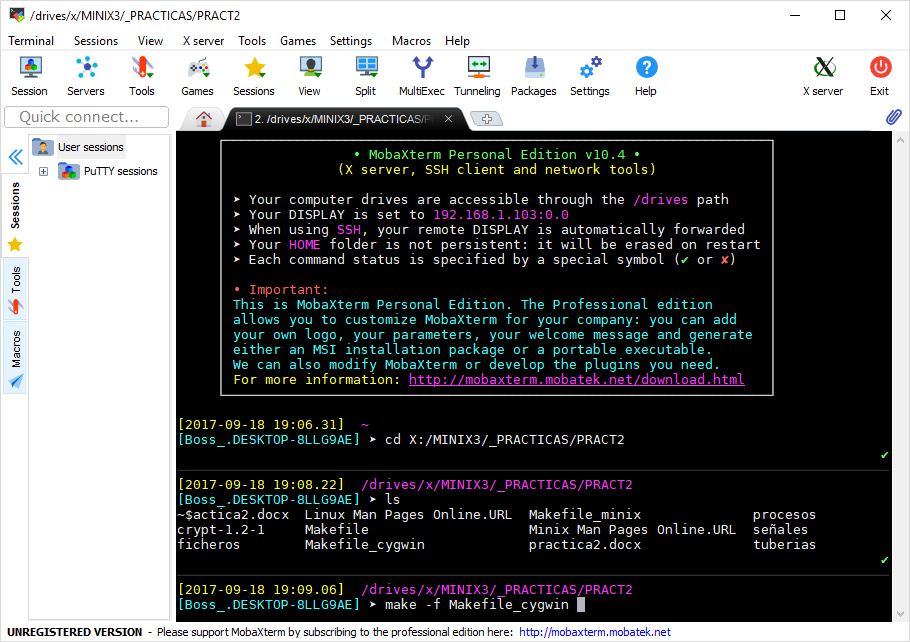 /drives/x/MINIX3/_PRACTICAS/PRACT2
Terminal Sessions View X server Tools Games Settings Macros Help
Session Servers Tools Games Sessions View Split MultiExec Tunneling Packages Settings Help X server Exit
Quick connect...
2. /drives/x/MINIX3/_PRACTICAS/P
User sessions
PuTTY sessions
Sessions
Tools
Macros
• MobaXterm Personal Edition v10.4 •
(X server, SSH client and network tools)
➤ Your computer drives are accessible through the /drives path
➤ Your DISPLAY is set to 192.168.1.103:0.0
➤ When using SSH, your remote DISPLAY is automatically forwarded
➤ Your HOME folder is not persistent: it will be erased on restart
➤ Each command status is specified by a special symbol (✔ or ✘)
• Important:
This is MobaXterm Personal Edition. The Professional edition
allows you to customize MobaXterm for your company: you can add
your own logo, your parameters, your welcome message and generate
either an MSI installation package or a portable executable.
We can also modify MobaXterm or develop the plugins you need.
For more information: http://mobaxterm.mobatek.net/download.html
[2017-09-18 19:06.31] ~
[Boss_.DESKTOP-8LLG9AE] ➤ cd X:/MINIX3/_PRACTICAS/PRACT2
✔
[2017-09-18 19:08.22] /drives/x/MINIX3/_PRACTICAS/PRACT2
[Boss_.DESKTOP-8LLG9AE] ➤ ls
~$actica2.docx Linux Man Pages Online.URL Makefile_minix procesos
crypt-1.2-1 Makefile Minix Man Pages Online.URL señales
ficheros Makefile_cygwin practica2.docx tuberias
✔
[2017-09-18 19:09.06] /drives/x/MINIX3/_PRACTICAS/PRACT2
[Boss_.DESKTOP-8LLG9AE] ➤ make -f Makefile_cygwin
UNREGISTERED VERSION - Please support MobaXterm by subscribing to the professional edition here: http://mobaxterm.mobatek.net